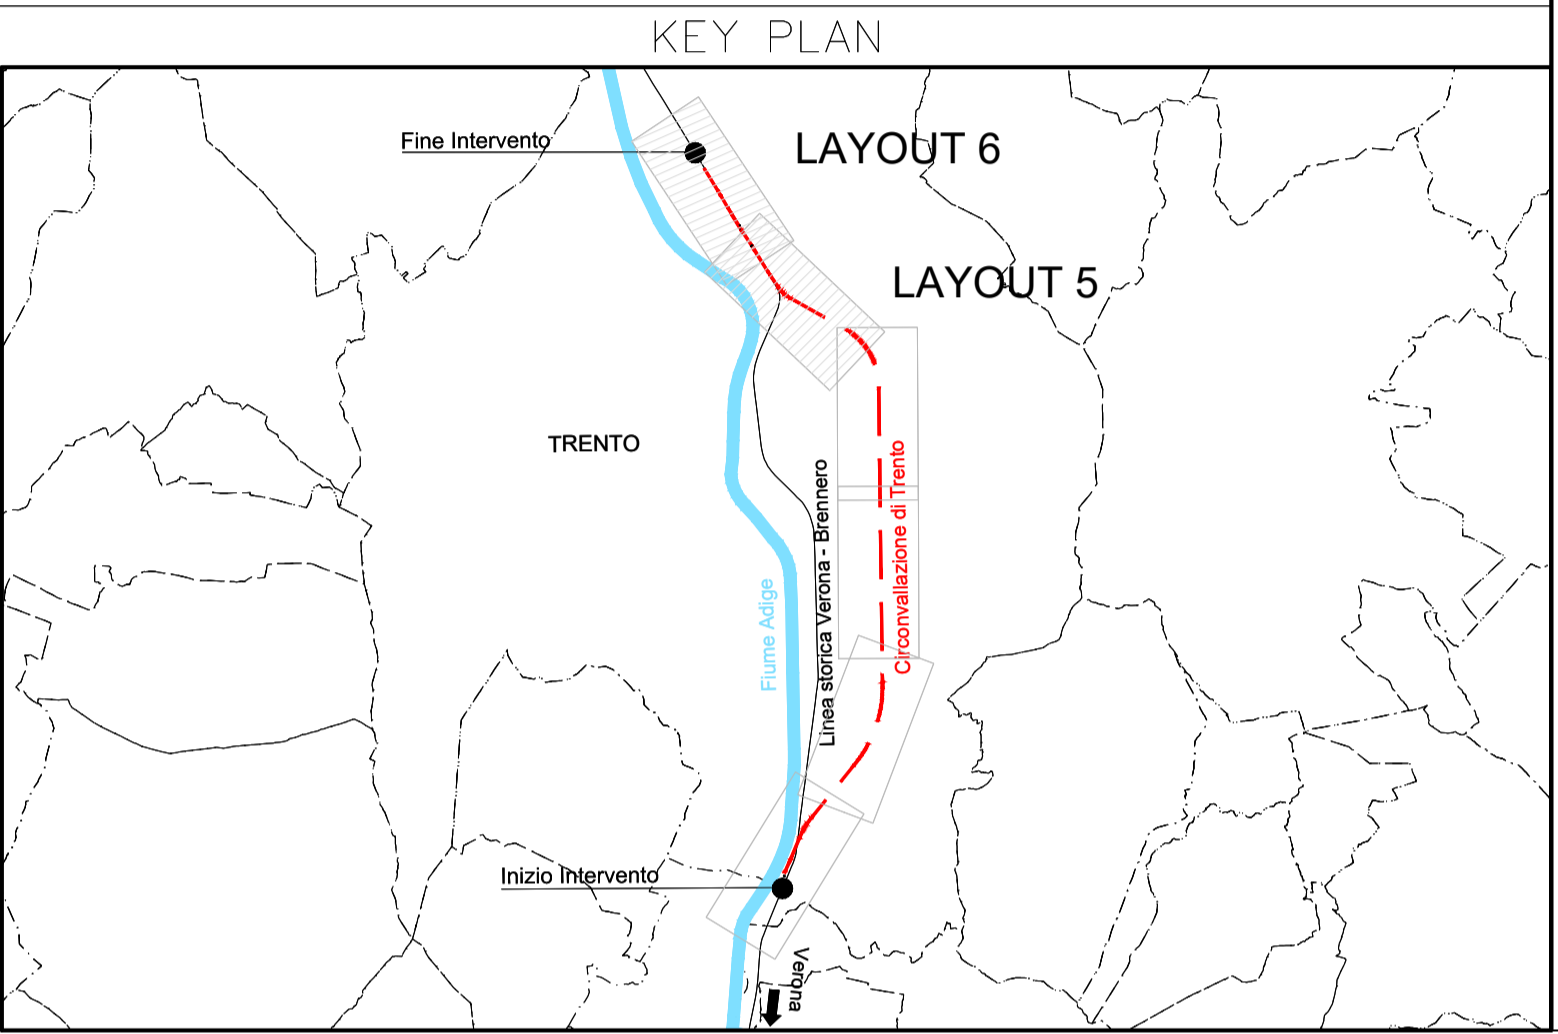 KEY PLAN
Fine Intervento
LAYOUT 6
LAYOUT 5
TRENTO
Linea storica Verona - Brennero
Circonvallazione di Trento
Fiume Adige
Inizio Intervento
Verona